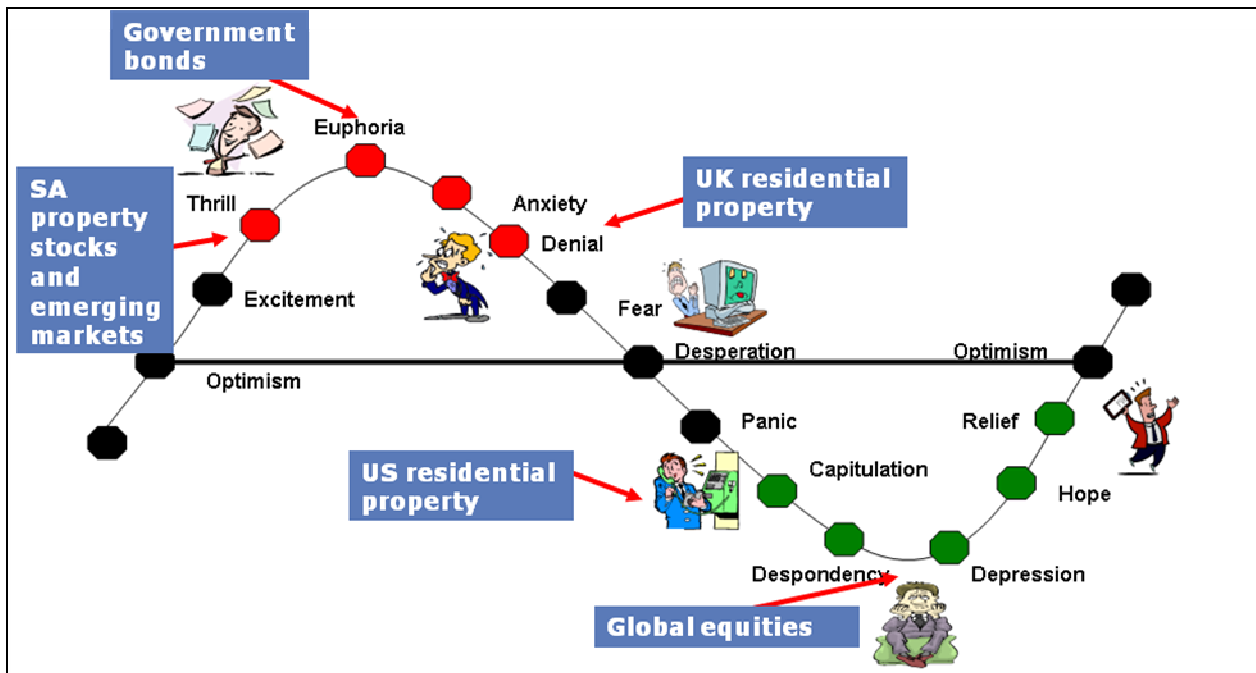 Government
bonds
Euphoria
SA
property
stocks
and
emerging
markets
Thrill
UK residential
property
Anxiety
Denial
Excitement
Fear
Desperation
Optimism
Optimism
Panic
Relief
US residential
property
Capitulation
Hope
Despondency
Depression
Global equities